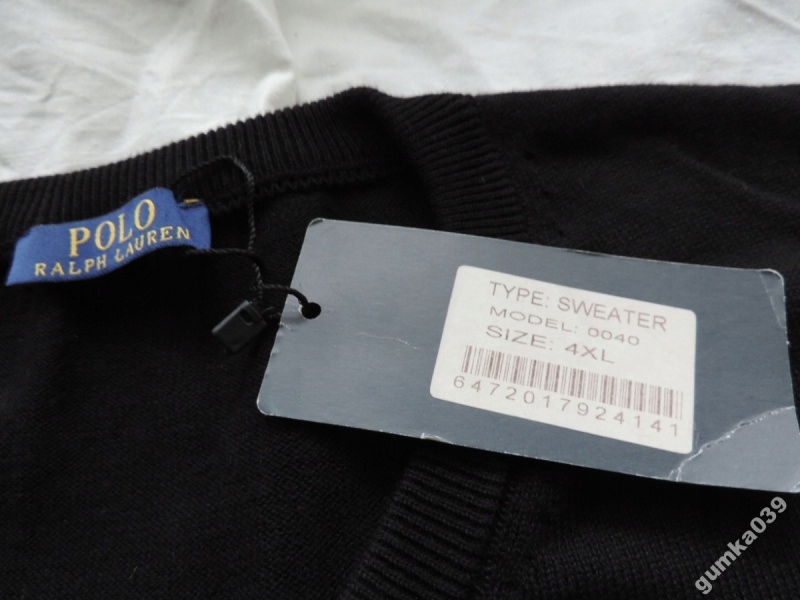 POLO
RALPH LAUREN
TYPE: SWEATER
MODEL: 0040
SIZE: 4XL
6472017924141
gumka039